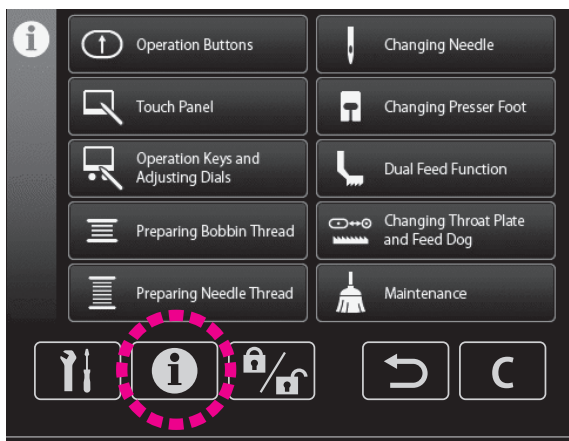 Operation Buttons
Changing Needle
Touch Panel
Changing Presser Foot
Operation Keys and
Adjusting Dials
Dual Feed Function
Preparing Bobbin Thread
Changing Throat Plate
and Feed Dog
Preparing Needle Thread
Maintenance
C